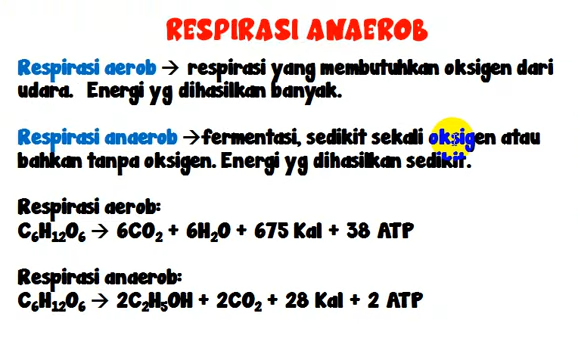 RESPIRASI ANAEROB
Respirasi aerob → respirasi yang membutuhkan oksigen dari
udara. Energi yg dihasilkan banyak.
Respirasi anaerob →fermentasi, sedikit sekali oksigen atau
bahkan tanpa oksigen. Energi yg dihasilkan sedikit.
Respirasi aerob:
C₆H₁₂O₆ → 6CO₂ + 6H₂O + 675 Kal + 38 ATP
Respirasi anaerob:
C₆H₁₂O₆ → 2C₂H₅OH + 2CO₂ + 28 Kal + 2 ATP